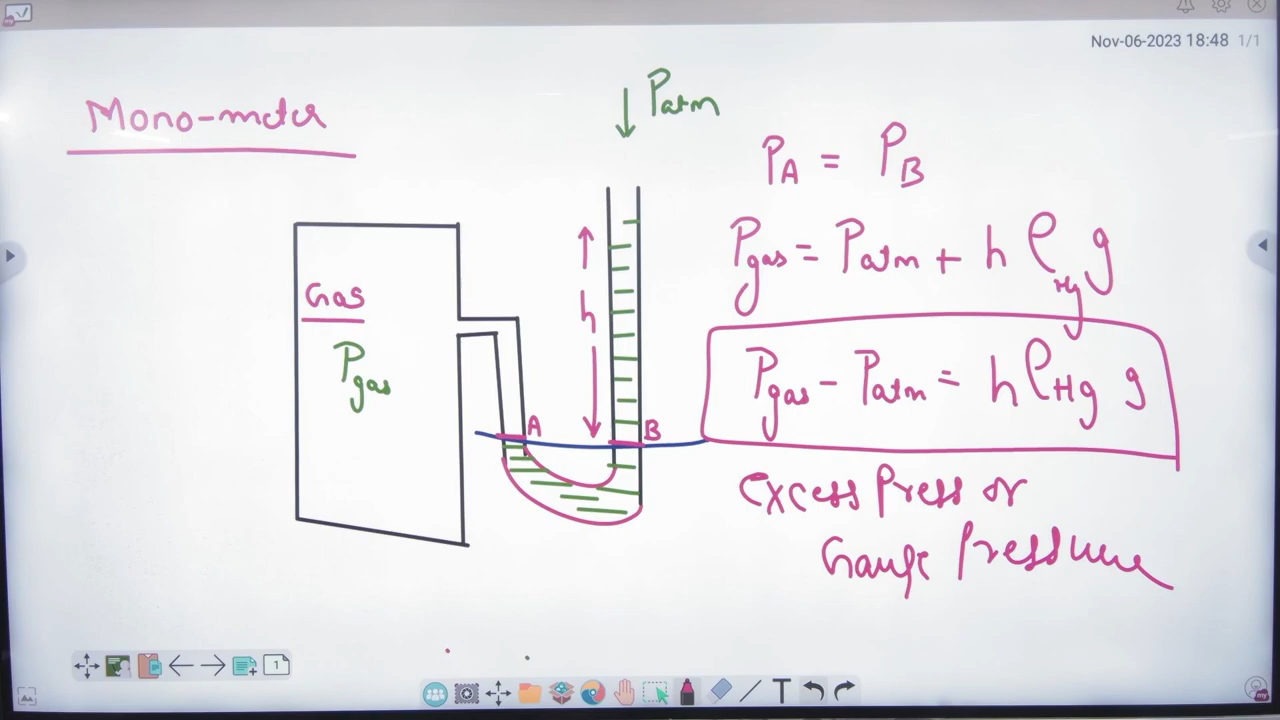 Nov-06-2023 18:48 1/1
Mono-meter
Patm
PA = PB
Pgas = Patm + h ρHg g
Gas
Pgas
h
Pgas - Patm = h ρHg g
A
B
Excess Press or
Gauge Pressure
1
T